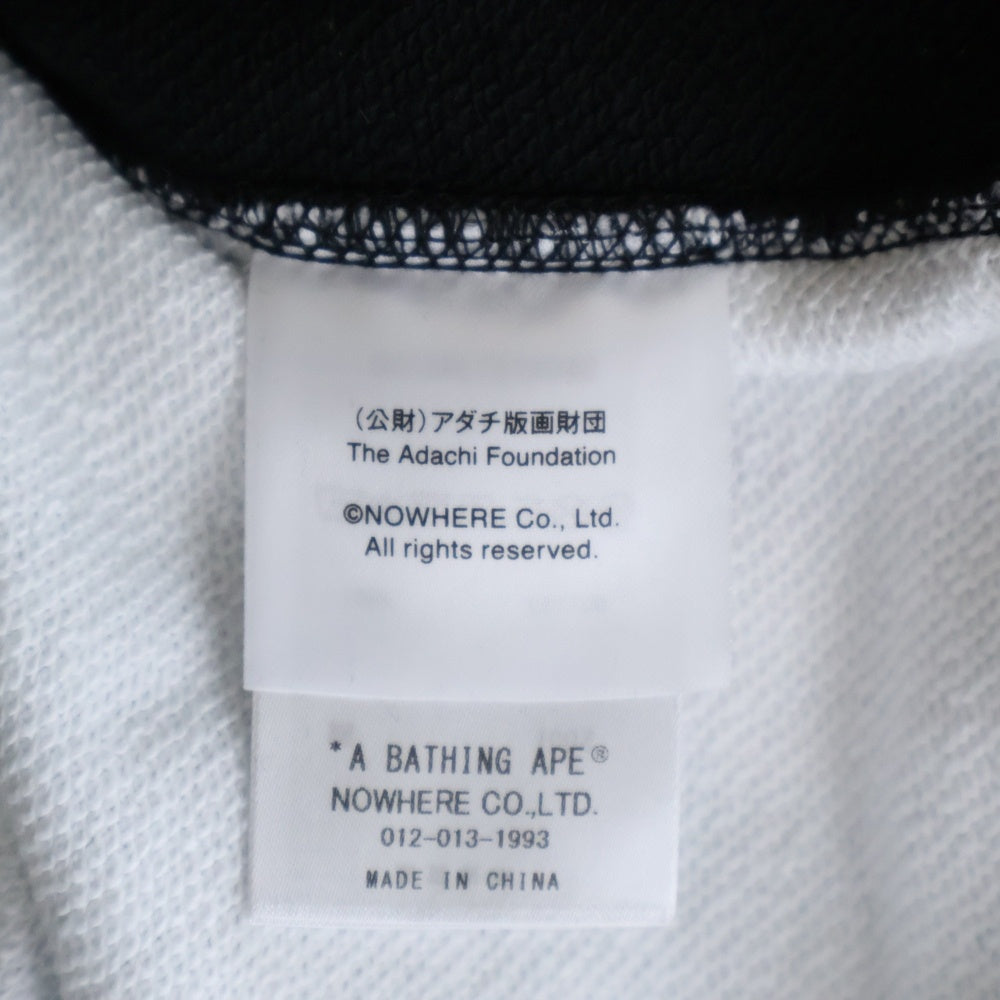 （公財）アダチ版画財団
The Adachi Foundation
©NOWHERE Co., Ltd.
All rights reserved.
*A BATHING APE®
NOWHERE CO.,LTD.
012-013-1993
MADE IN CHINA